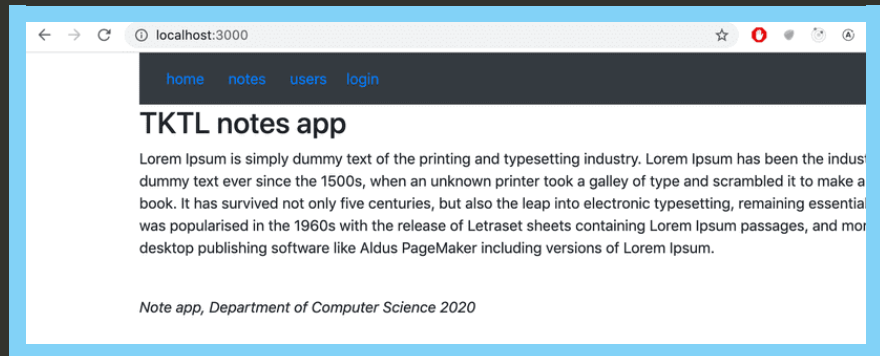 localhost:3000
home notes users login
TKTL notes app
Lorem Ipsum is simply dummy text of the printing and typesetting industry. Lorem Ipsum has been the indus
dummy text ever since the 1500s, when an unknown printer took a galley of type and scrambled it to make a
book. It has survived not only five centuries, but also the leap into electronic typesetting, remaining essential
was popularised in the 1960s with the release of Letraset sheets containing Lorem Ipsum passages, and mor
desktop publishing software like Aldus PageMaker including versions of Lorem Ipsum.
Note app, Department of Computer Science 2020